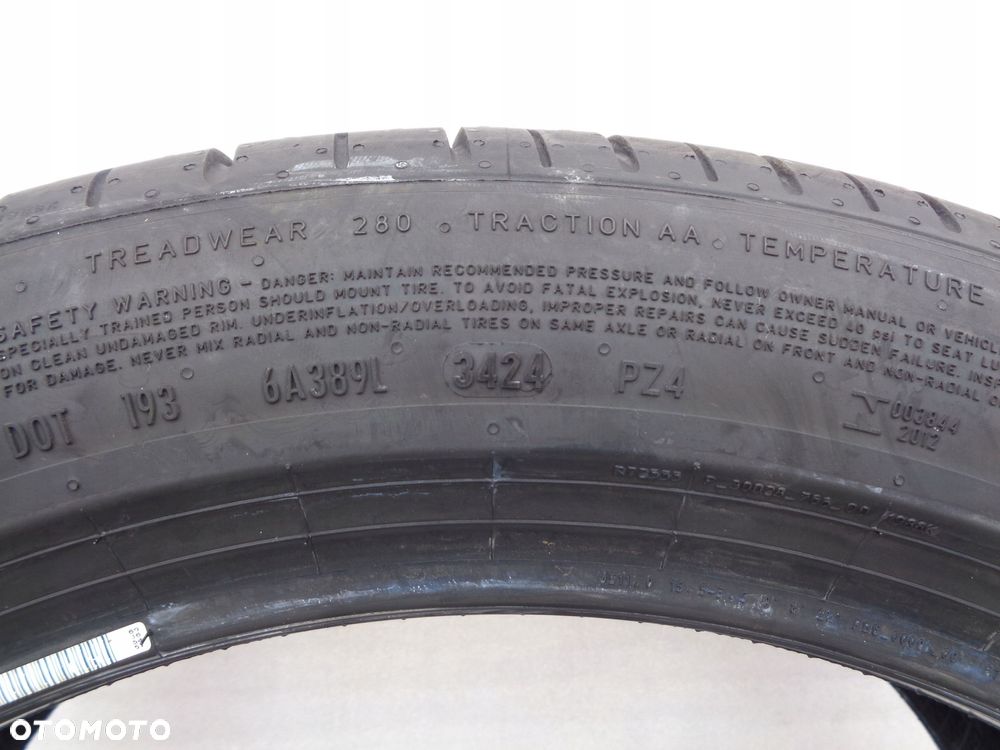 TREADWEAR 280 . TRACTION AA . TEMPERATURE
SAFETY WARNING - DANGER: MAINTAIN RECOMMENDED PRESSURE AND FOLLOW OWNER MANUAL OR VEHICL
SPECIALLY TRAINED PERSON SHOULD MOUNT TIRE. TO AVOID FATAL EXPLOSION, NEVER EXCEED 40 psi TO SEAT
ON CLEAN UNDAMAGED RIM. UNDERINFLATION/OVERLOADING, IMPROPER REPAIRS CAN CAUSE SUDDEN FAILURE. INSP
FOR DAMAGE. NEVER MIX RADIAL AND NON-RADIAL TIRES ON SAME AXLE OR RADIAL ON FRONT AND NON-RADIAL O
DOT 193 6A389L 3424 PZ4
003844
2012
OTOMOTO